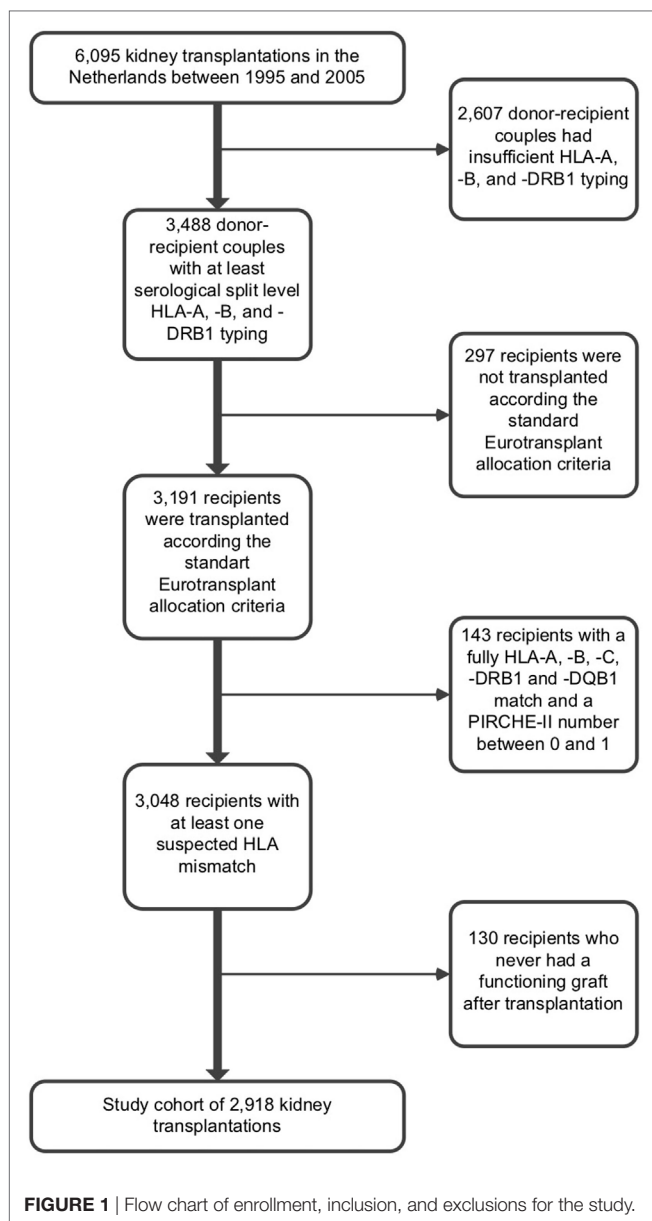 6,095 kidney transplantations in the
Netherlands between 1995 and 2005
2,607 donor-recipient
couples had
insufficient HLA-A,
-B, and -DRB1 typing
3,488 donor-
recipient couples
with at least
serological split level
HLA-A, -B, and -
DRB1 typing
297 recipients were
not transplanted
according the
standard
Eurotransplant
allocation criteria
3,191 recipients
were transplanted
according the
standart
Eurotransplant
allocation criteria
143 recipients with a
fully HLA-A, -B, -C,
-DRB1 and -DQB1
match and a
PIRCHE-II number
between 0 and 1
3,048 recipients with
at least one
suspected HLA
mismatch
130 recipients who
never had a
functioning graft
after transplantation
Study cohort of 2,918 kidney
transplantations
FIGURE 1 | Flow chart of enrollment, inclusion, and exclusions for the study.